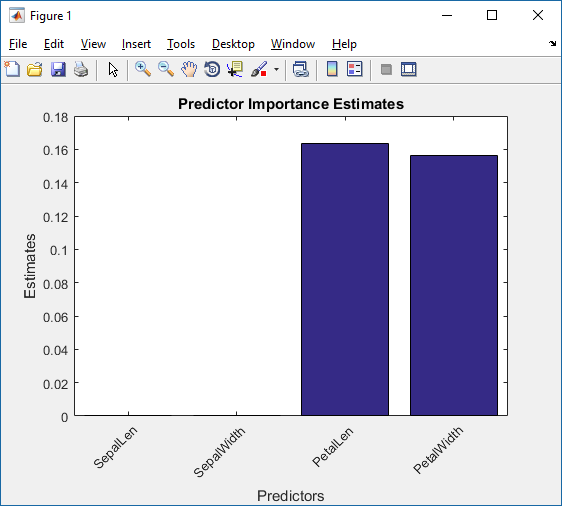 Figure 1
File Edit View Insert Tools Desktop Window Help
Predictor Importance Estimates
0.18
0.16
0.14
0.12
0.1
0.08
0.06
0.04
0.02
0
Estimates
SepalLen
SepalWidth
PetalLen
PetalWidth
Predictors